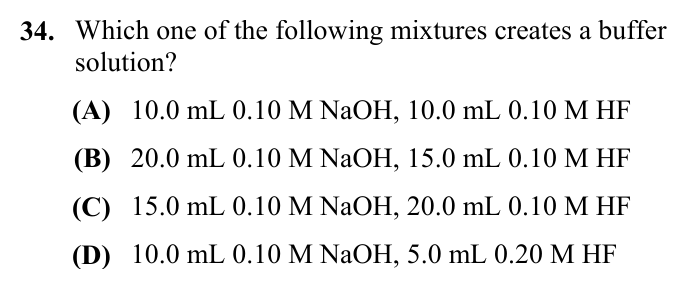 34. Which one of the following mixtures creates a buffer
solution?
(A) 10.0 mL 0.10 M NaOH, 10.0 mL 0.10 M HF
(B) 20.0 mL 0.10 M NaOH, 15.0 mL 0.10 M HF
(C) 15.0 mL 0.10 M NaOH, 20.0 mL 0.10 M HF
(D) 10.0 mL 0.10 M NaOH, 5.0 mL 0.20 M HF